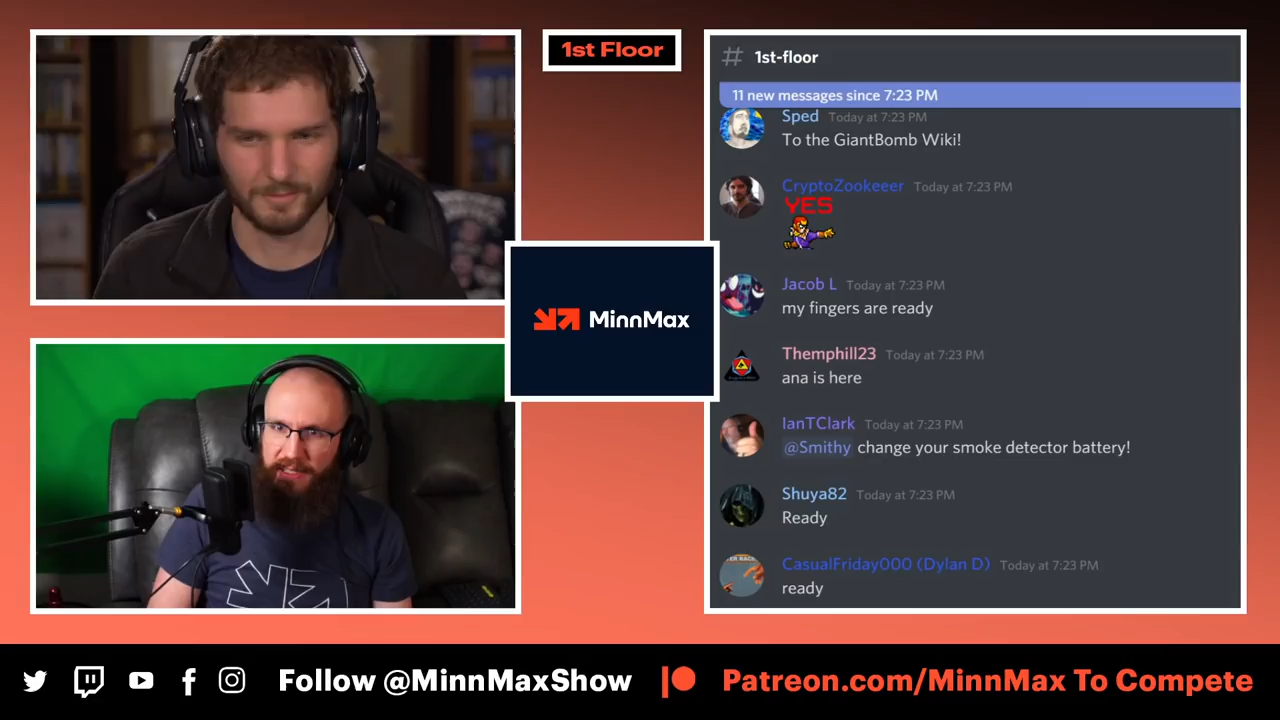 1st Floor
# 1st-floor
11 new messages since 7:23 PM
Sped Today at 7:23 PM
To the GiantBomb Wiki!
CryptoZookeeer Today at 7:23 PM
YES
Jacob L Today at 7:23 PM
my fingers are ready
Themphill23 Today at 7:23 PM
ana is here
IanTClark Today at 7:23 PM
@Smithy change your smoke detector battery!
Shuya82 Today at 7:23 PM
Ready
CasualFriday000 (Dylan D) Today at 7:23 PM
ready
MinnMax
Follow @MinnMaxShow
Patreon.com/MinnMax To Compete